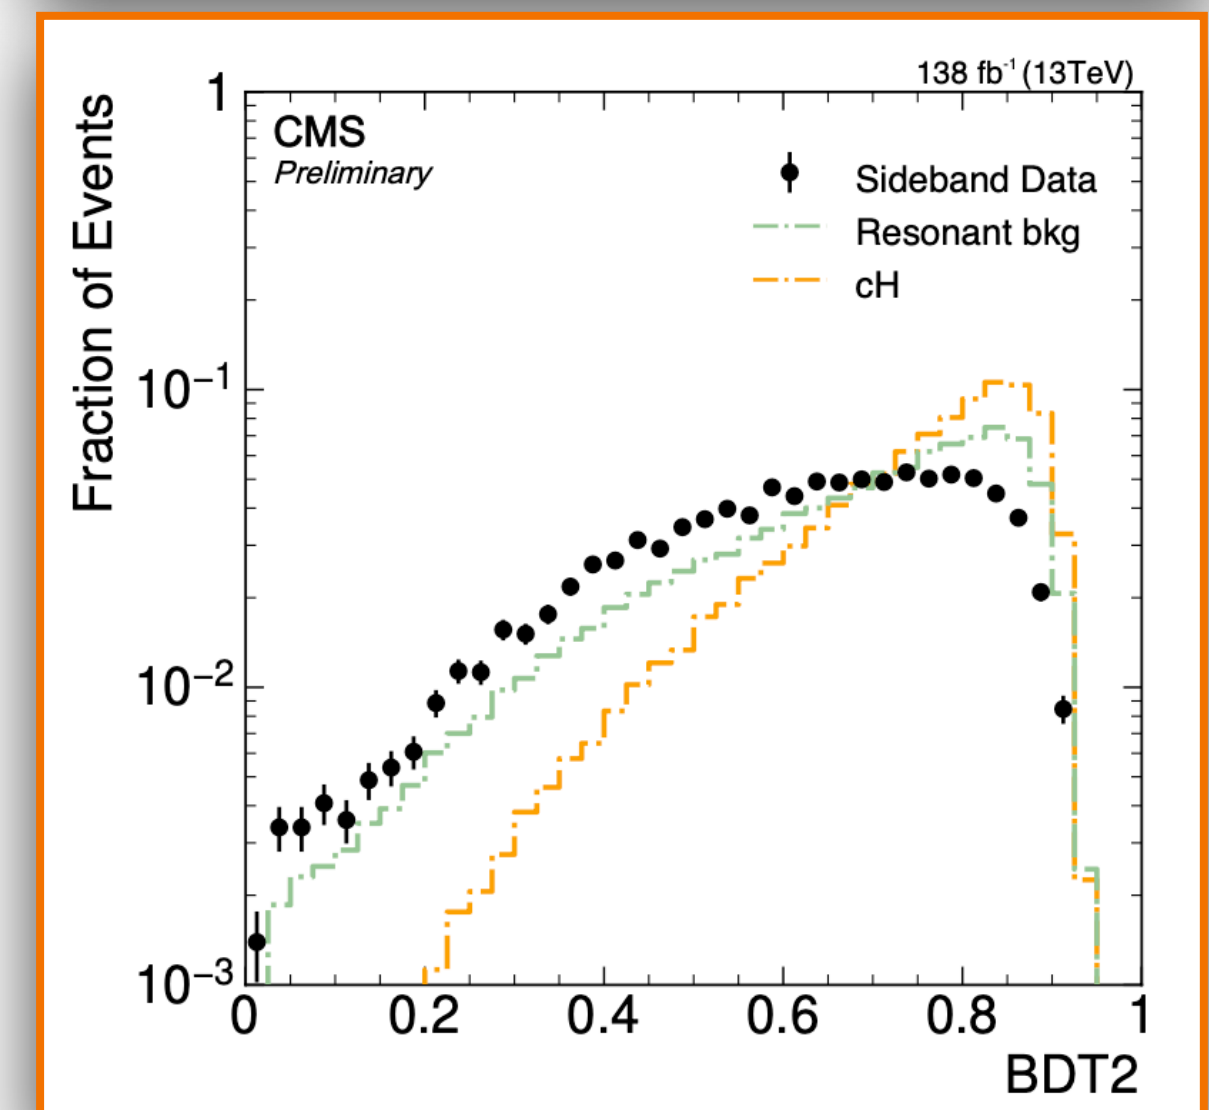 138 fb⁻¹ (13TeV)
CMS
Preliminary
Sideband Data
Resonant bkg
cH
Fraction of Events
1
10⁻¹
10⁻²
10⁻³
0 0.2 0.4 0.6 0.8 1
BDT2